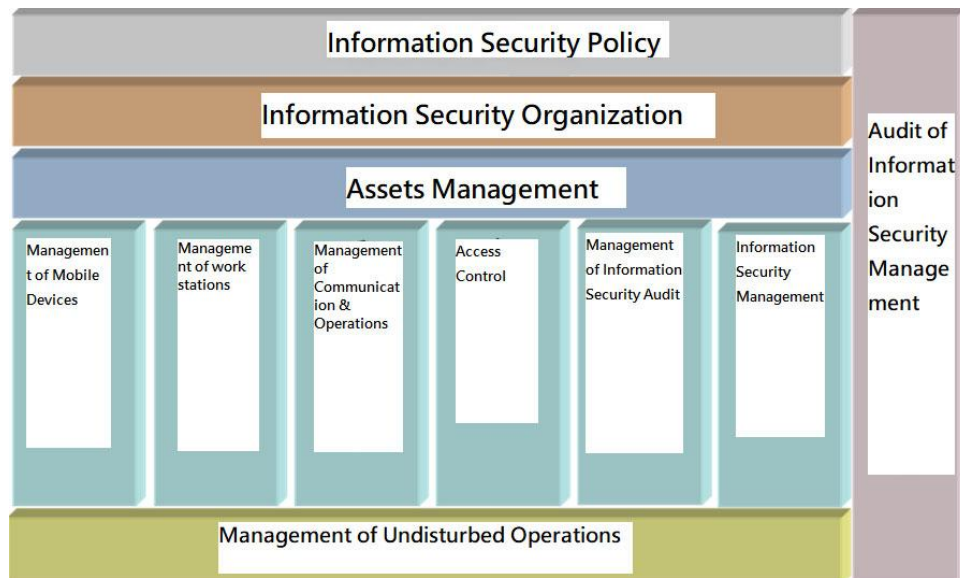 Information Security Policy
Information Security Organization
Assets Management
Managemen
t of Mobile
Devices
Manageme
nt of work
stations
Management
of
Communicat
ion &
Operations
Access
Control
Management
of Information
Security Audit
Information
Security
Management
Management of Undisturbed Operations
Audit of
Informat
ion
Security
Manage
ment